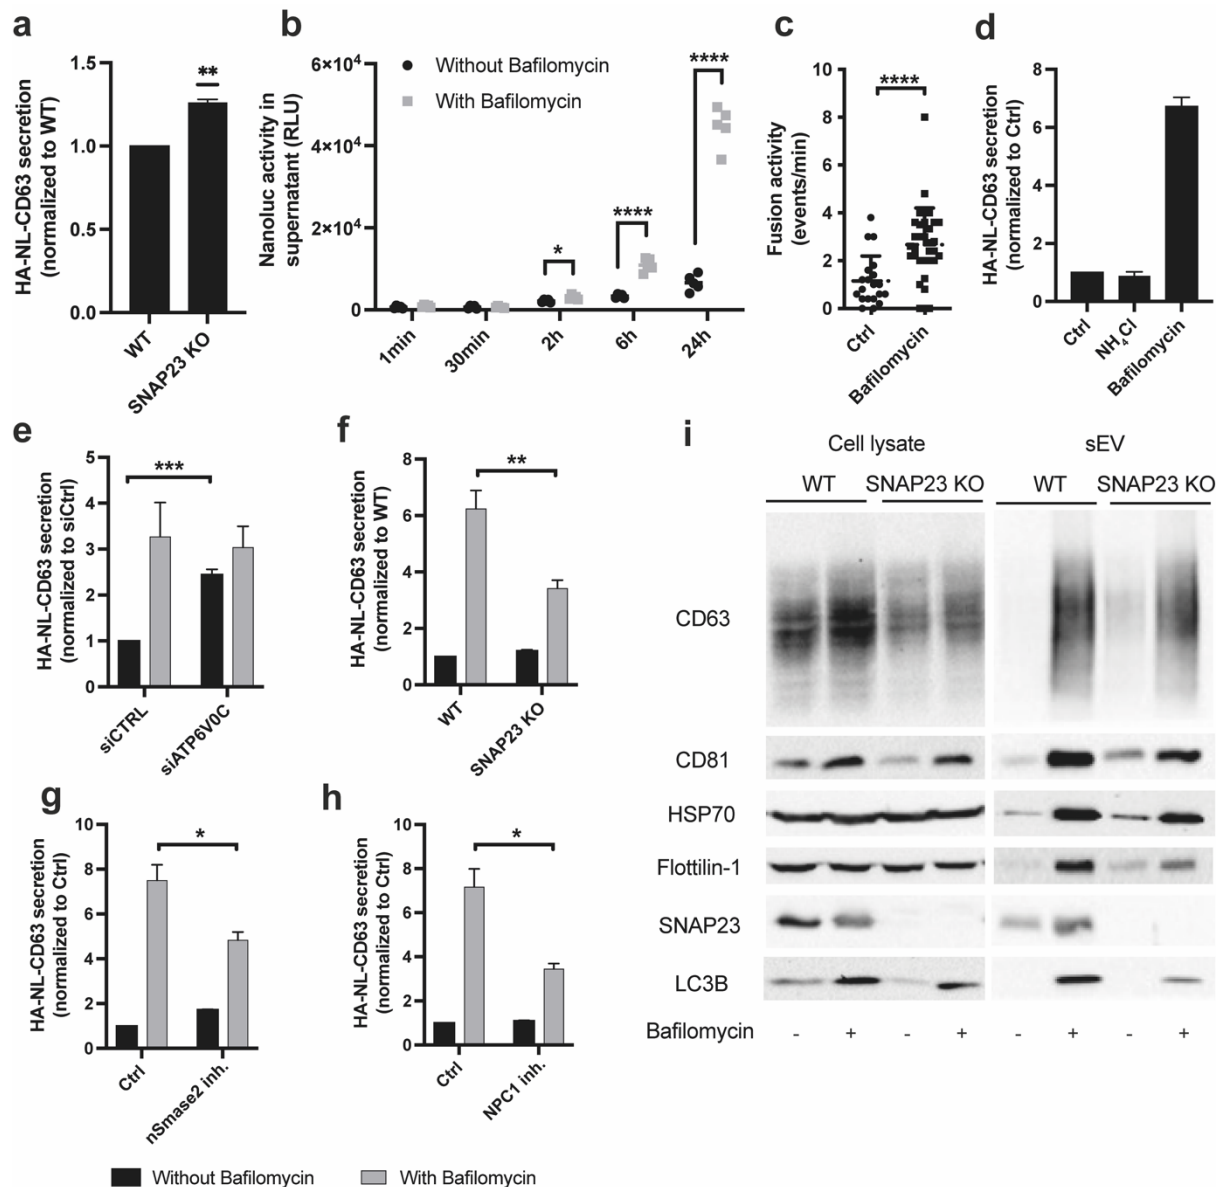 a
HA-NL-CD63 secretion
(normalized to WT)
1.5
1.0
0.5
0.0
**
WT
SNAP23 KO
b
Nanoluc activity in
supernatant (RLU)
6×10⁴
4×10⁴
2×10⁴
0
Without Bafilomycin
With Bafilomycin
*
****
****
1min
30min
2h
6h
24h
c
Fusion activity
(events/min)
10
8
6
4
2
0
****
Ctrl
Bafilomycin
d
HA-NL-CD63 secretion
(normalized to Ctrl)
8
6
4
2
0
Ctrl
NH₄Cl
Bafilomycin
e
HA-NL-CD63 secretion
(normalized to siCtrl)
5
4
3
2
1
0
***
siCTRL
siATP6V0C
f
HA-NL-CD63 secretion
(normalized to WT)
8
6
4
2
0
**
WT
SNAP23 KO
g
HA-NL-CD63 secretion
(normalized to Ctrl)
10
8
6
4
2
0
*
Ctrl
nSmase2 inh.
h
HA-NL-CD63 secretion
(normalized to Ctrl)
10
8
6
4
2
0
*
Ctrl
NPC1 inh.
Without Bafilomycin
With Bafilomycin
i
Cell lysate
sEV
WT
SNAP23 KO
WT
SNAP23 KO
CD63
CD81
HSP70
Flottilin-1
SNAP23
LC3B
Bafilomycin - + - + - + - +